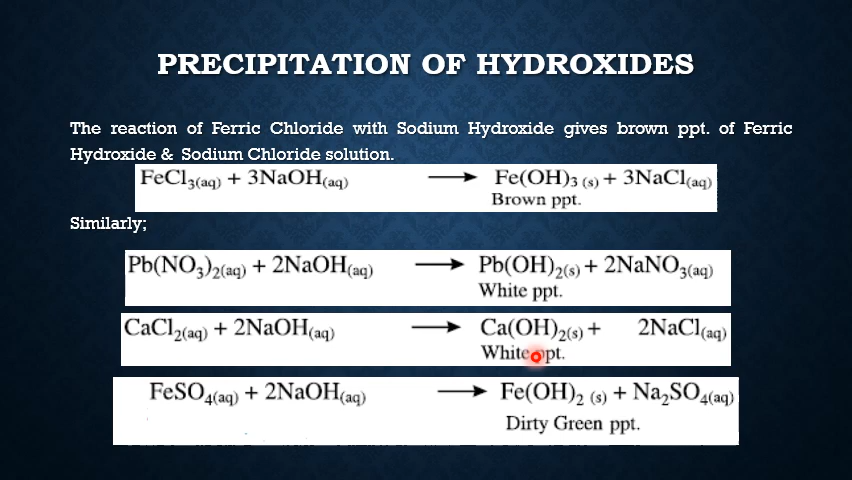 PRECIPITATION OF HYDROXIDES
The reaction of Ferric Chloride with Sodium Hydroxide gives brown ppt. of Ferric
Hydroxide & Sodium Chloride solution.
FeCl₃(aq) + 3NaOH(aq) ⟶ Fe(OH)₃ (s) + 3NaCl(aq)
Brown ppt.
Similarly;
Pb(NO₃)₂(aq) + 2NaOH(aq) ⟶ Pb(OH)₂(s) + 2NaNO₃(aq)
White ppt.
CaCl₂(aq) + 2NaOH(aq) ⟶ Ca(OH)₂(s) + 2NaCl(aq)
White ppt.
FeSO₄(aq) + 2NaOH(aq) ⟶ Fe(OH)₂ (s) + Na₂SO₄(aq)
Dirty Green ppt.